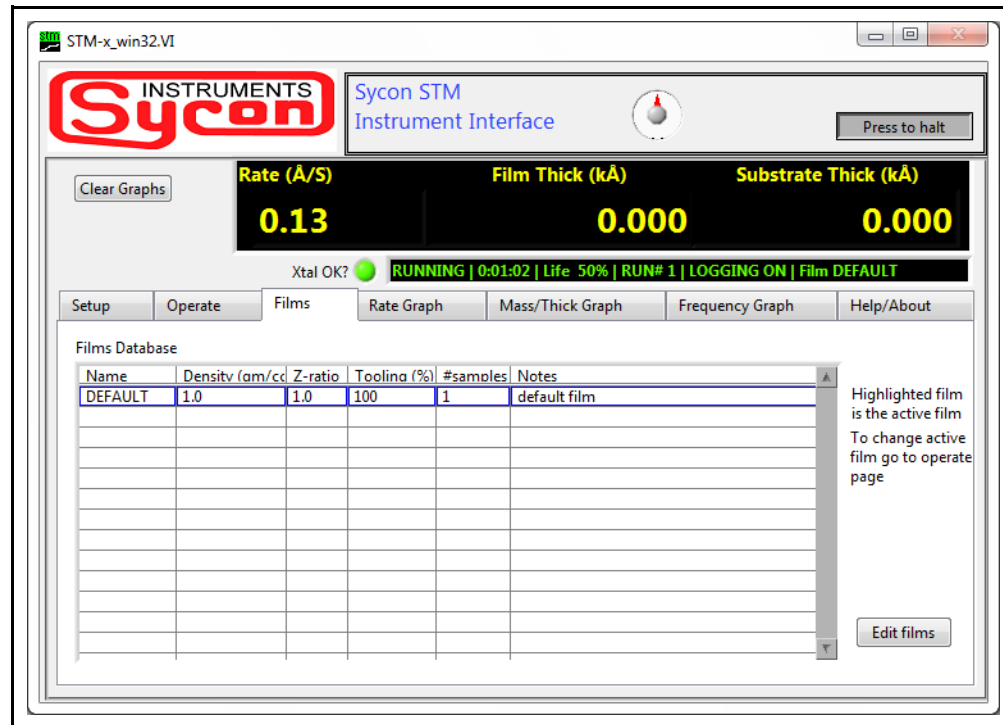 stm
STM-x_win32.VI
Sycon
INSTRUMENTS
Sycon STM
Instrument Interface
Press to halt
Clear Graphs
Rate (Å/S) Film Thick (kÅ) Substrate Thick (kÅ)
0.13 0.000 0.000
Xtal OK? RUNNING | 0:01:02 | Life 50% | RUN# 1 | LOGGING ON | Film DEFAULT
Setup Operate Films Rate Graph Mass/Thick Graph Frequency Graph Help/About
Films Database
Name Density (gm/cc Z-ratio Tooling (%) #samples Notes
DEFAULT 1.0 1.0 100 1 default film
Highlighted film
is the active film
To change active
film go to operate
page
Edit films